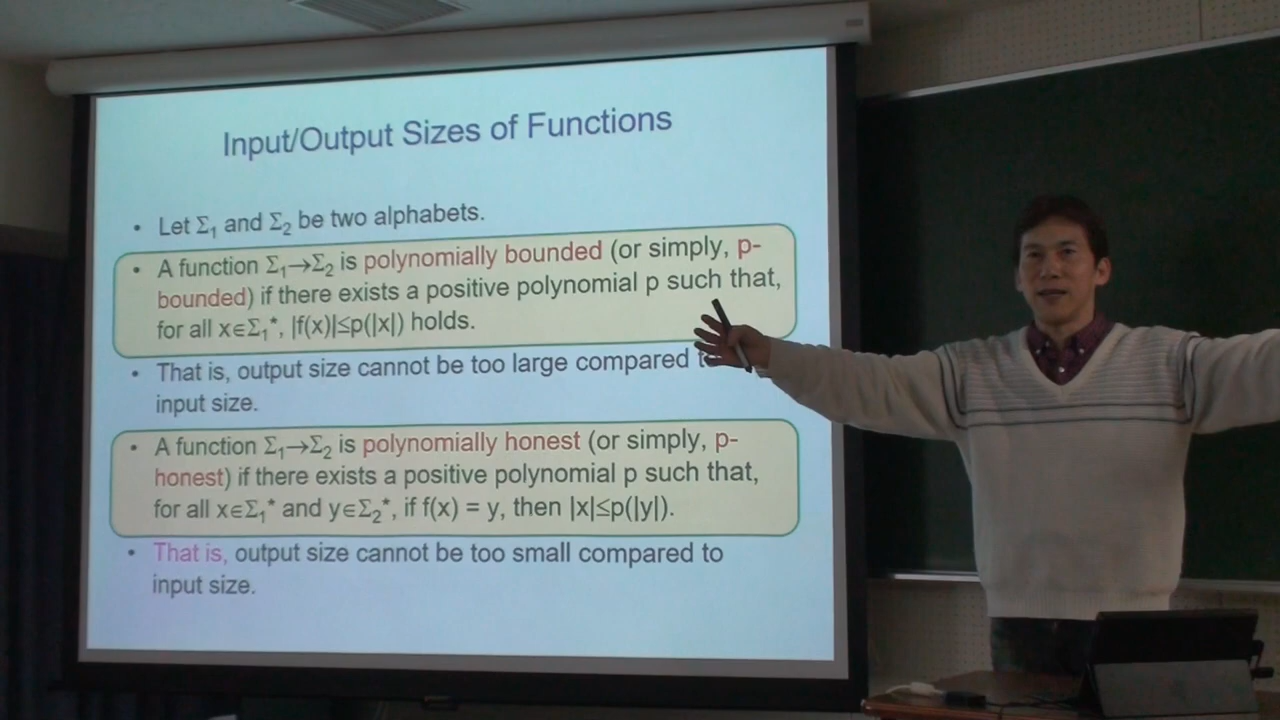 Input/Output Sizes of Functions
• Let Σ₁ and Σ₂ be two alphabets.
• A function Σ₁→Σ₂ is polynomially bounded (or simply, p-
bounded) if there exists a positive polynomial p such that,
for all x∈Σ₁*, |f(x)|≤p(|x|) holds.
• That is, output size cannot be too large compared
input size.
• A function Σ₁→Σ₂ is polynomially honest (or simply, p-
honest) if there exists a positive polynomial p such that,
for all x∈Σ₁* and y∈Σ₂*, if f(x) = y, then |x|≤p(|y|).
• That is, output size cannot be too small compared to
input size.